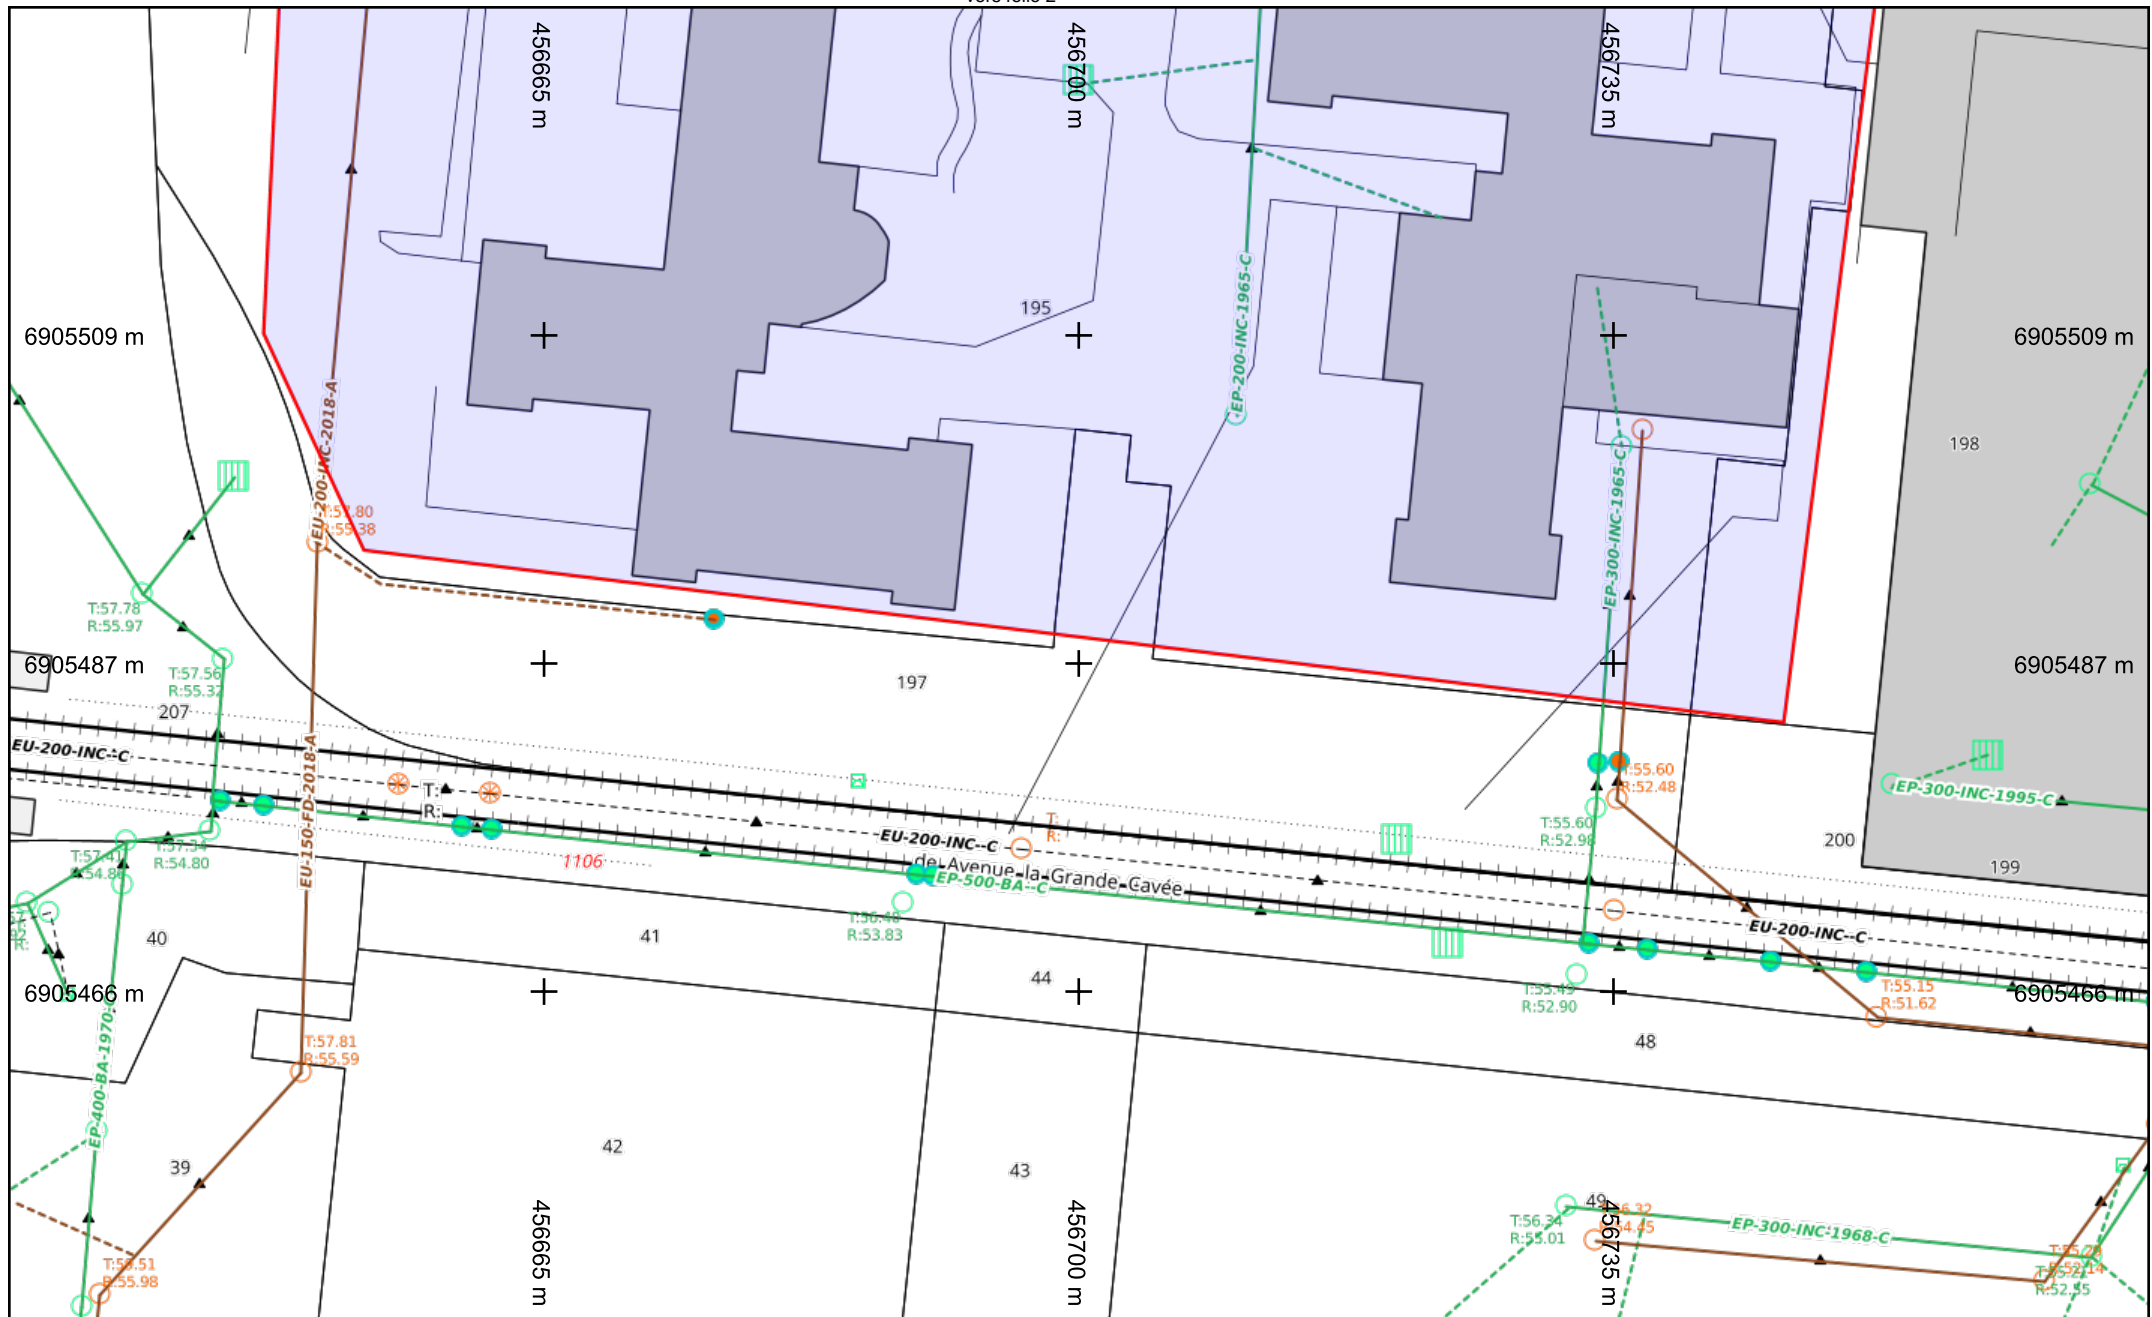 456665 m
456700 m
456735 m
195
EP-200-INC-1965-C
6905509 m
6905509 m
EU-200-INC-2018-A
198
EP-300-INC-1965-C
T:57.80
R:55.38
T:57.78
R:55.97
6905487 m
6905487 m
T:57.56
R:55.32
197
207
EU-200-INC--C
EU-150-FD-2018-A
T:
R:
T:55.60
R:52.48
EP-300-INC-1995-C
T:
R:
T:55.60
R:52.98
EU-200-INC--C
200
199
1106
de Avenue la Grande Cavée
EP-500-BA--C
R:54.80
T:56.40
R:53.83
40
41
EU-200-INC--C
44
6905466 m
T:55.49
R:52.90
T:55.15
R:51.62
6905466 m
R:
EP-400-BA-1970-C
T:57.81
R:55.59
48
42
43
39
456665 m
456700 m
456735 m
49
T:56.34
R:55.01
EP-300-INC-1968-C
R:55.98
R:52.55